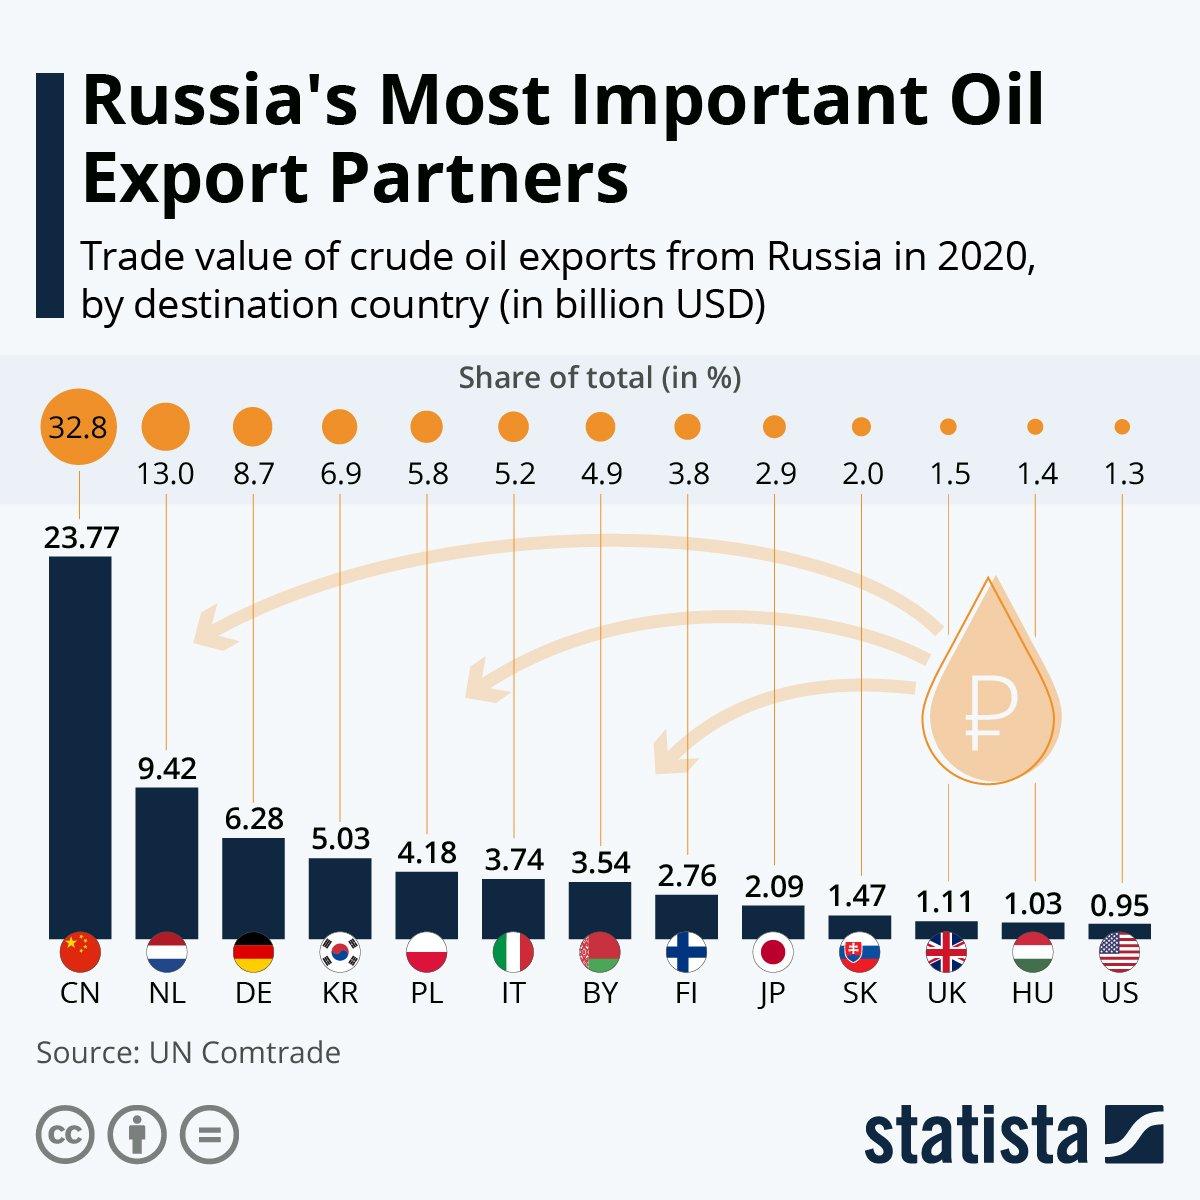 Russia's Most Important Oil
Export Partners
Trade value of crude oil exports from Russia in 2020,
by destination country (in billion USD)
Share of total (in %)
32.8 13.0 8.7 6.9 5.8 5.2 4.9 3.8 2.9 2.0 1.5 1.4 1.3
23.77 9.42 6.28 5.03 4.18 3.74 3.54 2.76 2.09 1.47 1.11 1.03 0.95
₽
CN NL DE KR PL IT BY FI JP SK UK HU US
Source: UN Comtrade
cc =
statista